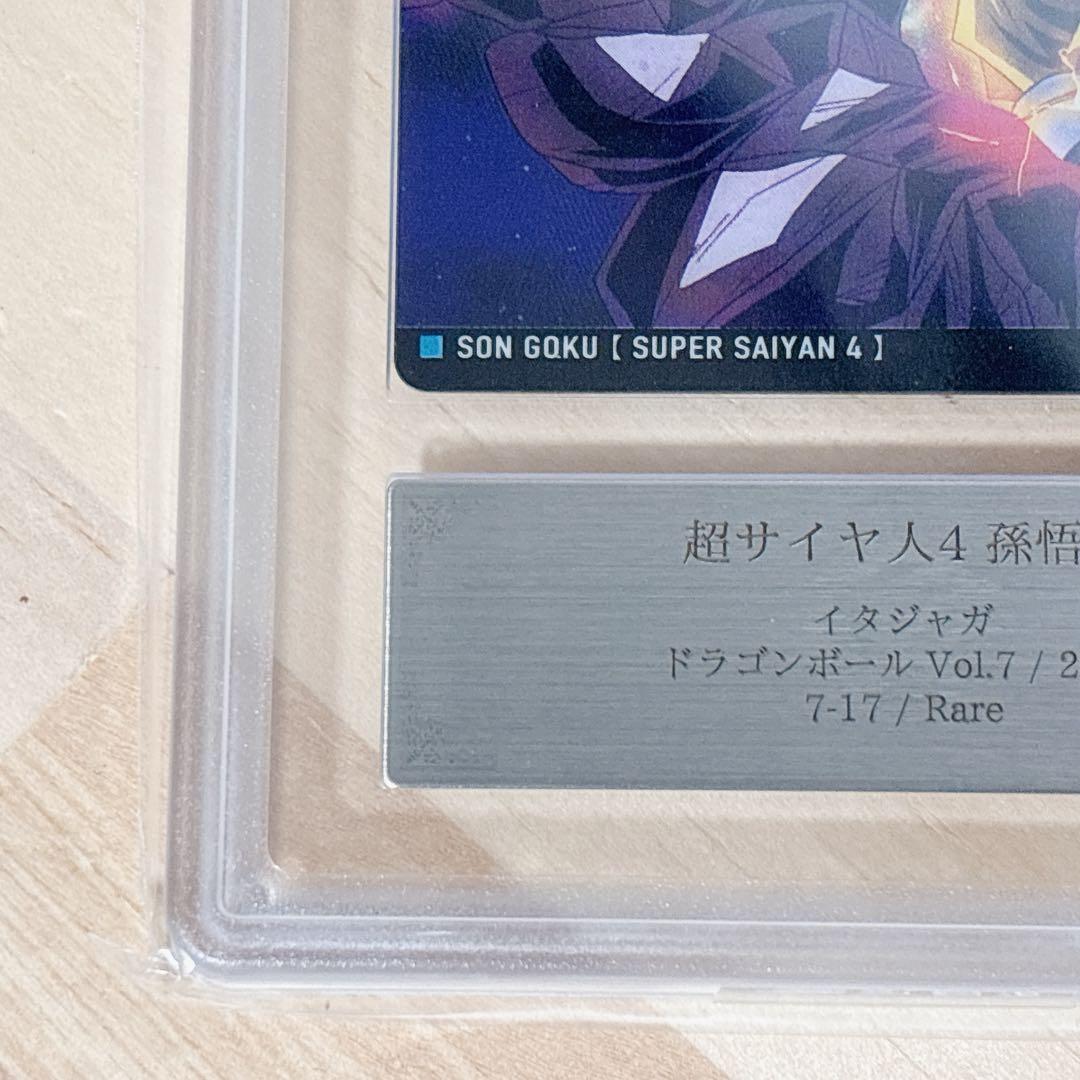 SON GOKU【 SUPER SAIYAN 4 】
超サイヤ人4 孫悟
イタジャガ
ドラゴンボール Vol.7 / 2
7-17 / Rare